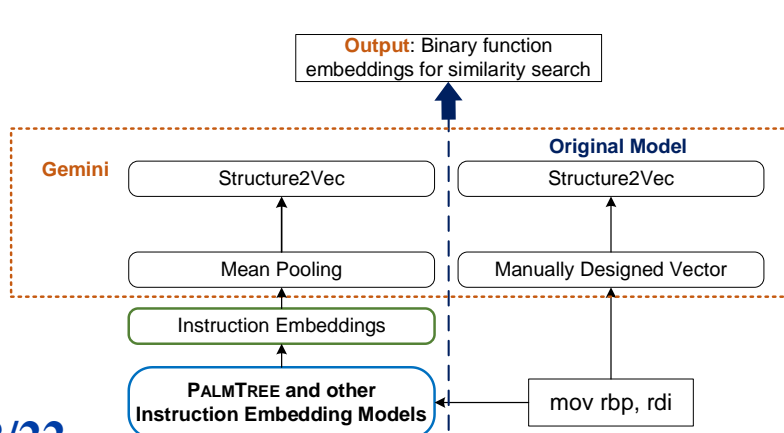 Output: Binary function
embeddings for similarity search
Original Model
Gemini
Structure2Vec
Structure2Vec
Mean Pooling
Manually Designed Vector
Instruction Embeddings
PALMTREE and other
Instruction Embedding Models
mov rbp, rdi
/22